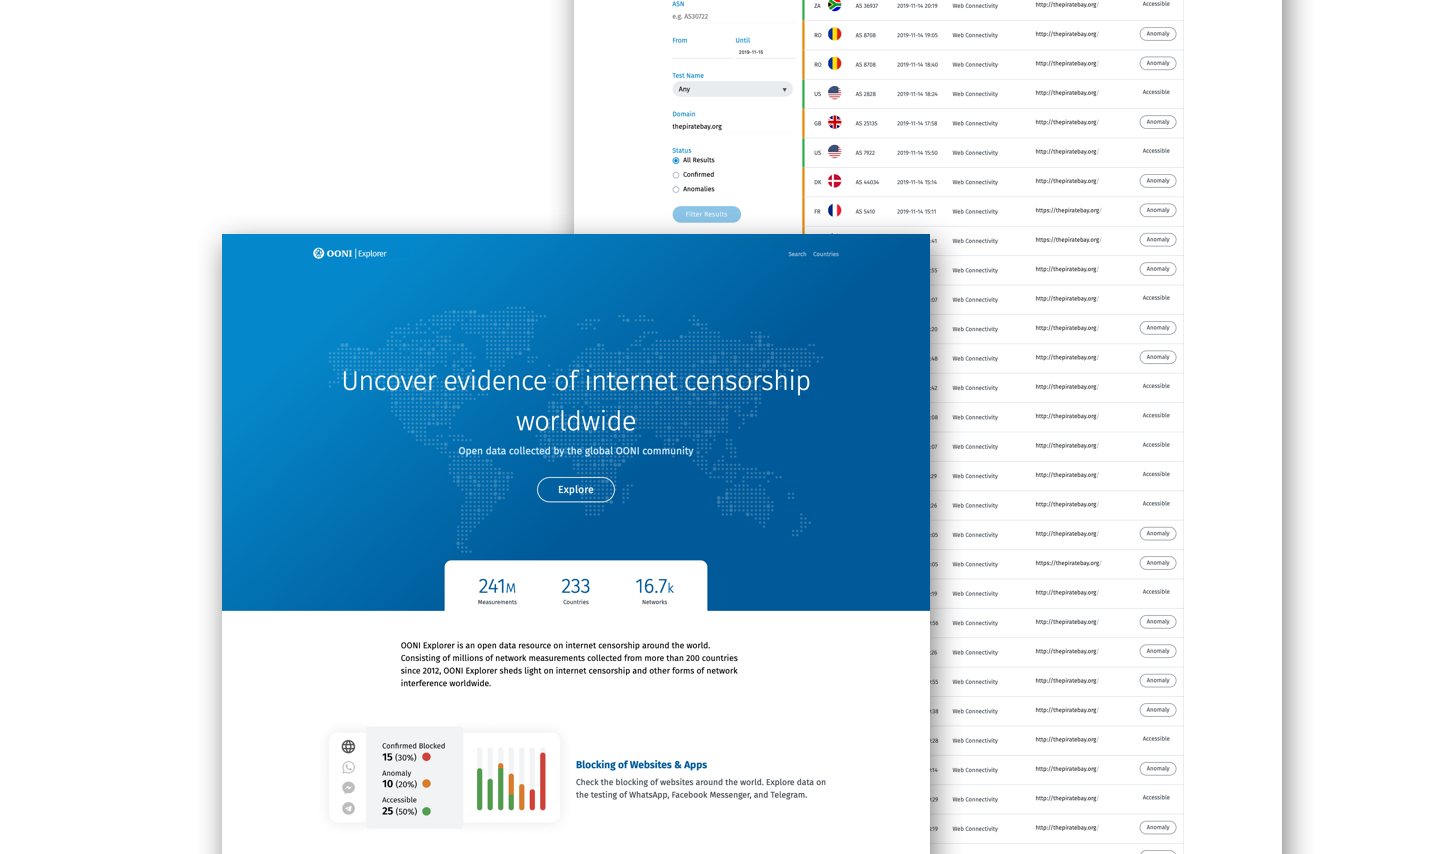 ASN
e.g. AS30722
From
Until
2019-11-15
Test Name
Any
Domain
thepiratebay.org
Status
All Results
Confirmed
Anomalies
Filter Results
ZA AS 36937 2019-11-14 20:19 Web Connectivity http://thepiratebay.org/ Accessible
RO AS 8708 2019-11-14 19:05 Web Connectivity http://thepiratebay.org/ Anomaly
RO AS 8708 2019-11-14 18:40 Web Connectivity http://thepiratebay.org/ Anomaly
US AS 2828 2019-11-14 18:24 Web Connectivity http://thepiratebay.org/ Accessible
GB AS 25135 2019-11-14 17:58 Web Connectivity http://thepiratebay.org/ Anomaly
US AS 7922 2019-11-14 15:50 Web Connectivity http://thepiratebay.org/ Accessible
DK AS 44034 2019-11-14 15:14 Web Connectivity http://thepiratebay.org/ Anomaly
FR AS 5410 2019-11-14 15:11 Web Connectivity https://thepiratebay.org/ Anomaly
:41 Web Connectivity https://thepiratebay.org/ Anomaly
:55 Web Connectivity http://thepiratebay.org/ Anomaly
:07 Web Connectivity http://thepiratebay.org/ Accessible
:20 Web Connectivity http://thepiratebay.org/ Anomaly
:48 Web Connectivity http://thepiratebay.org/ Anomaly
:42 Web Connectivity http://thepiratebay.org/ Accessible
:08 Web Connectivity http://thepiratebay.org/ Accessible
:07 Web Connectivity http://thepiratebay.org/ Accessible
:29 Web Connectivity http://thepiratebay.org/ Accessible
:26 Web Connectivity http://thepiratebay.org/ Accessible
:05 Web Connectivity http://thepiratebay.org/ Anomaly
:05 Web Connectivity https://thepiratebay.org/ Anomaly
:19 Web Connectivity http://thepiratebay.org/ Accessible
:56 Web Connectivity http://thepiratebay.org/ Anomaly
:26 Web Connectivity http://thepiratebay.org/ Anomaly
:55 Web Connectivity http://thepiratebay.org/ Anomaly
:38 Web Connectivity http://thepiratebay.org/ Anomaly
:28 Web Connectivity http://thepiratebay.org/ Accessible
:14 Web Connectivity http://thepiratebay.org/ Anomaly
:29 Web Connectivity http://thepiratebay.org/ Accessible
:19 Web Connectivity http://thepiratebay.org/ Anomaly
OONI Explorer
Search Countries
Uncover evidence of internet censorship
worldwide
Open data collected by the global OONI community
Explore
241M 233 16.7k
Measurements Countries Networks
OONI Explorer is an open data resource on internet censorship around the world.
Consisting of millions of network measurements collected from more than 200 countries
since 2012, OONI Explorer sheds light on internet censorship and other forms of network
interference worldwide.
Confirmed Blocked
15 (30%)
Anomaly
10 (20%)
Accessible
25 (50%)
Blocking of Websites & Apps
Check the blocking of websites around the world. Explore data on
the testing of WhatsApp, Facebook Messenger, and Telegram.